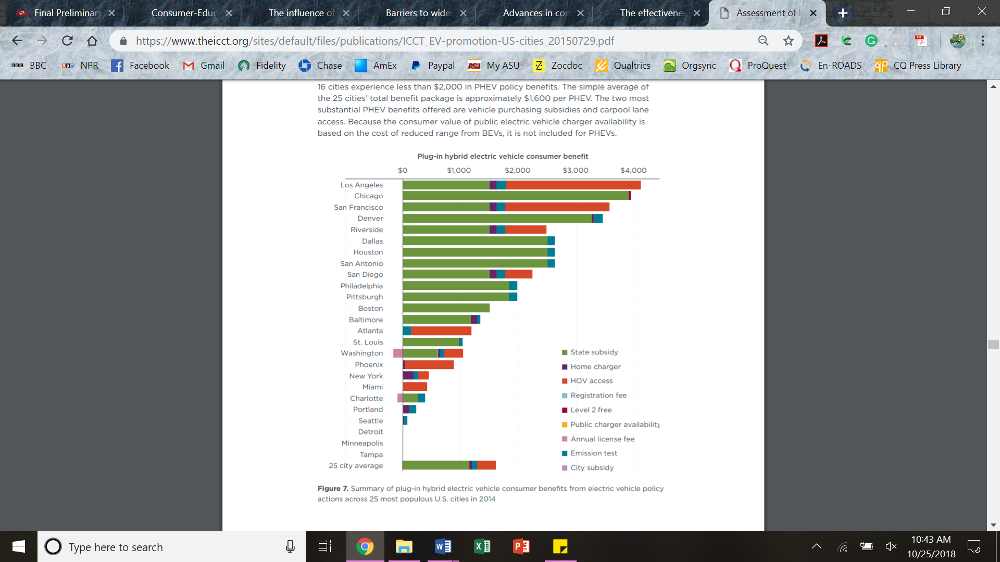 Final Preliminar
Consumer-Educ
The influence of
Barriers to wide
Advances in con
The effectivenes
Assessment of
https://www.theicct.org/sites/default/files/publications/ICCT_EV-promotion-US-cities_20150729.pdf
BBC BBC
npr NPR
Facebook
Gmail
Fidelity
Chase
AmEx
Paypal
ASU My ASU
Zocdoc
Qualtrics
Orgsync
ProQuest
En-ROADS
CQ Press Library
16 cities experience less than $2,000 in PHEV policy benefits. The simple average of
the 25 cities' total benefit package is approximately $1,600 per PHEV. The two most
substantial PHEV benefits offered are vehicle purchasing subsidies and carpool lane
access. Because the consumer value of public electric vehicle charger availability is
based on the cost of reduced range from BEVs, it is not included for PHEVs.
Plug-in hybrid electric vehicle consumer benefit
$0 $1,000 $2,000 $3,000 $4,000
Los Angeles
Chicago
San Francisco
Denver
Riverside
Dallas
Houston
San Antonio
San Diego
Philadelphia
Pittsburgh
Boston
Baltimore
Atlanta
St. Louis
Washington
Phoenix
New York
Miami
Charlotte
Portland
Seattle
Detroit
Minneapolis
Tampa
25 city average
State subsidy
Home charger
HOV access
Registration fee
Level 2 free
Public charger availability
Annual license fee
Emission test
City subsidy
Figure 7. Summary of plug-in hybrid electric vehicle consumer benefits from electric vehicle policy
actions across 25 most populous U.S. cities in 2014
Type here to search
10:43 AM
10/25/2018